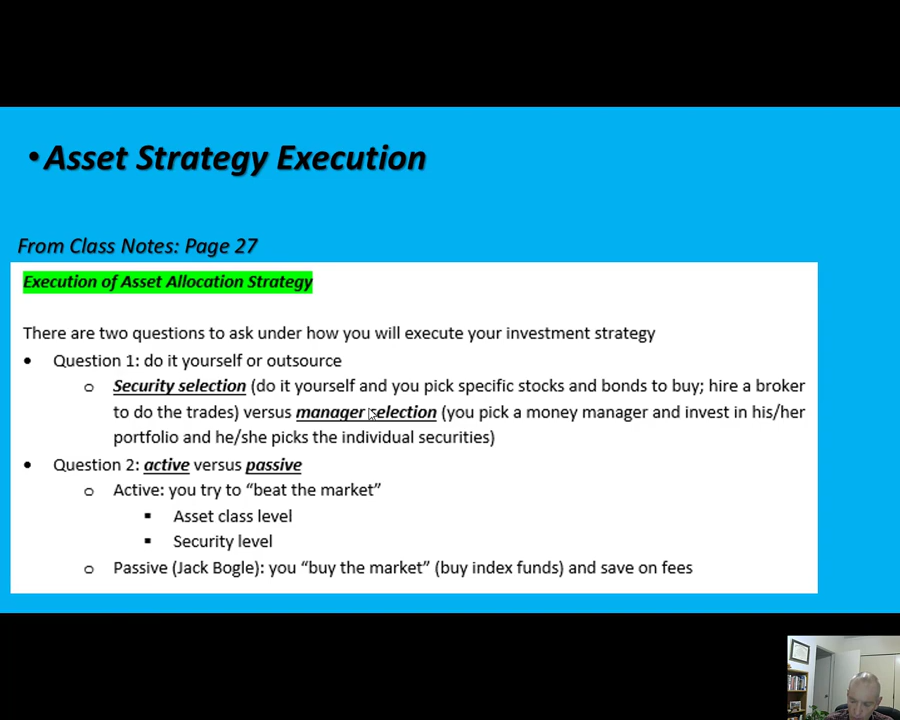 •Asset Strategy Execution
From Class Notes: Page 27
Execution of Asset Allocation Strategy
There are two questions to ask under how you will execute your investment strategy
• Question 1: do it yourself or outsource
o Security selection (do it yourself and you pick specific stocks and bonds to buy; hire a broker
to do the trades) versus manager selection (you pick a money manager and invest in his/her
portfolio and he/she picks the individual securities)
• Question 2: active versus passive
o Active: you try to “beat the market”
▪ Asset class level
▪ Security level
o Passive (Jack Bogle): you “buy the market” (buy index funds) and save on fees